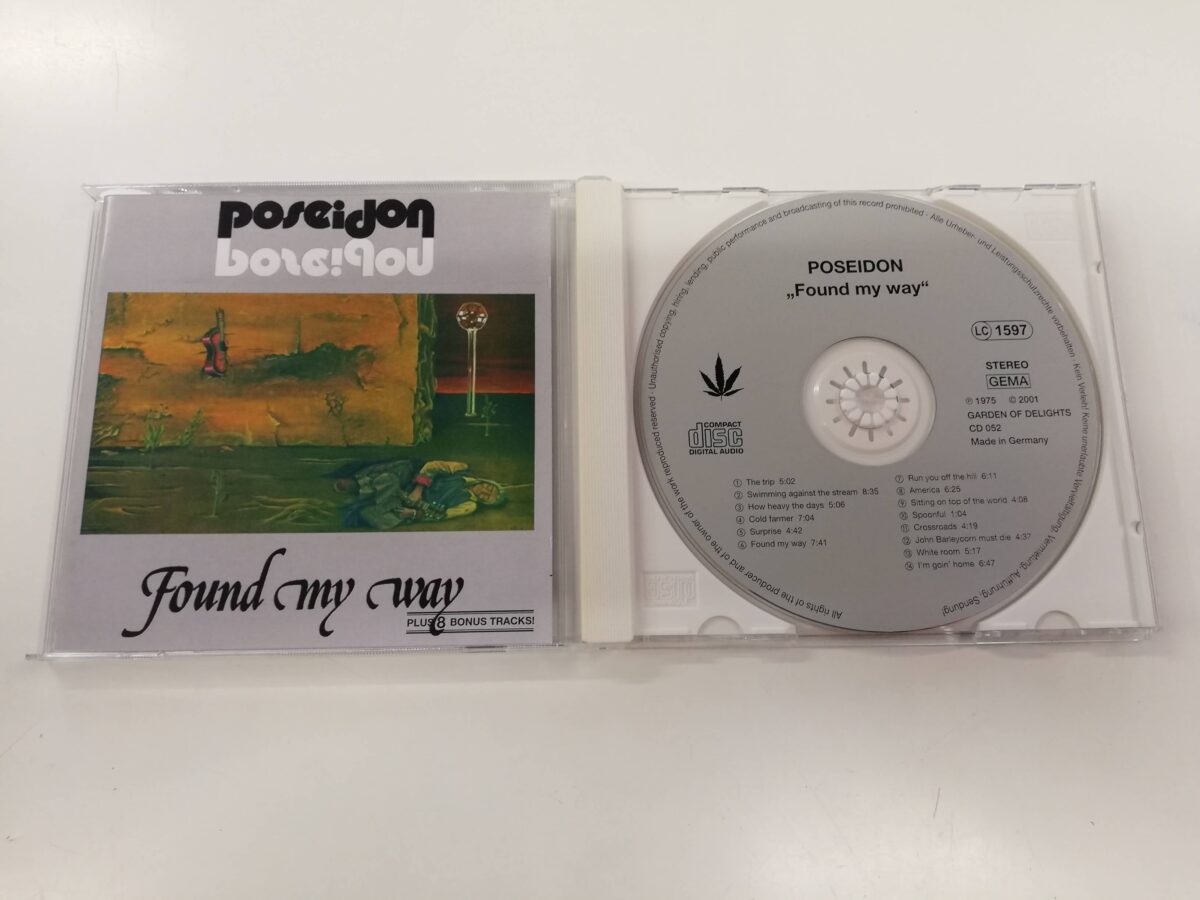 poseidon
poseidon
Found my way
PLUS 8 BONUS TRACKS!
All rights of the producer and of the owner of the work reproduced reserved · Unauthorised copying, hiring, lending, public performance and broadcasting of this record prohibited · Alle Urheber- und Leistungsschutzrechte vorbehalten · Kein Verleih! Keine unerlaubte Vervielfältigung, Vermietung, Aufführung, Sendung!
POSEIDON
„Found my way“
LC 1597
STEREO
GEMA
℗ 1975 © 2001
GARDEN OF DELIGHTS
CD 052
Made in Germany
COMPACT
disc
DIGITAL AUDIO
① The trip 5:02
② Swimming against the stream 8:35
③ How heavy the days 5:06
④ Cold farmer 7:04
⑤ Surprise 4:42
⑥ Found my way 7:41
⑦ Run you off the hill 6:11
⑧ America 6:25
⑨ Sitting on top of the world 4:08
⑩ Spoonful 1:04
⑪ Crossroads 4:19
⑫ John Barleycorn must die 4:37
⑬ White room 5:17
⑭ I'm goin' home 6:47